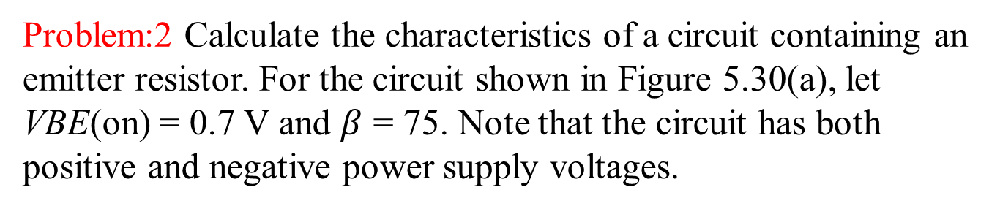 Problem:2 Calculate the characteristics of a circuit containing an
emitter resistor. For the circuit shown in Figure 5.30(a), let
VBE(on) = 0.7 V and β = 75. Note that the circuit has both
positive and negative power supply voltages.